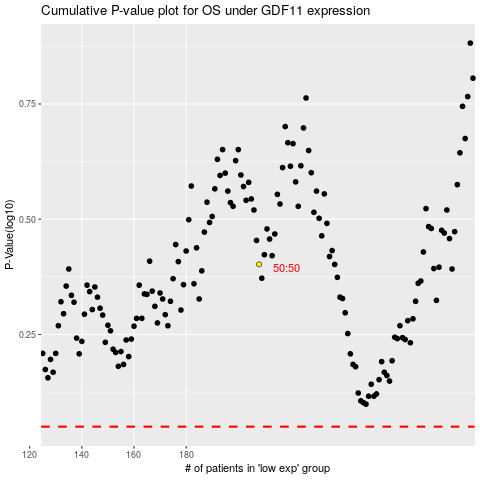 Cumulative P-value plot for OS under GDF11 expression
P-Value(log10)
0.75
0.50
0.25
50:50
120
140
160
180
# of patients in 'low exp' group